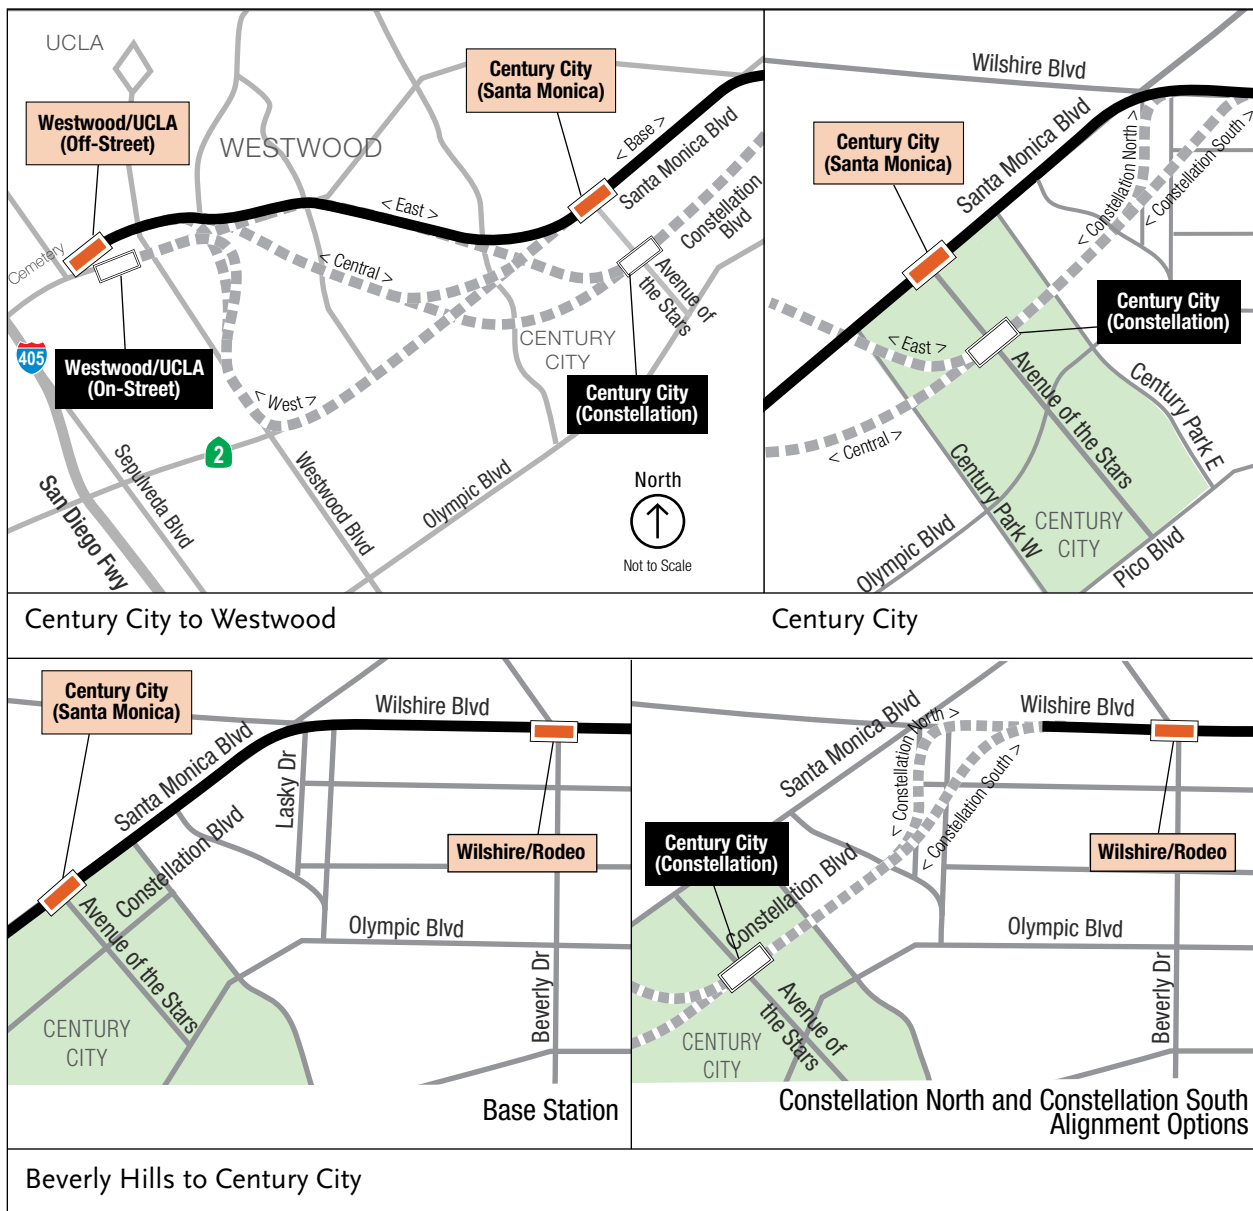 UCLA
Westwood/UCLA
(Off-Street)
WESTWOOD
Century City
(Santa Monica)
< Base >
Santa Monica Blvd
Constellation
Blvd
< East >
< Central >
Cemetery
Avenue of
the Stars
CENTURY
CITY
405
Westwood/UCLA
(On-Street)
< West >
Century City
(Constellation)
2
San Diego Fwy
Sepulveda Blvd
Westwood Blvd
Olympic Blvd
North
Not to Scale
Century City to Westwood
Wilshire Blvd
Century City
(Santa Monica)
Santa Monica Blvd
< Constellation North >
< Constellation South >
Century City
(Constellation)
< East >
< Central >
Avenue of the Stars
Century Park E
Century Park W
Olympic Blvd
CENTURY
CITY
Pico Blvd
Century City
Century City
(Santa Monica)
Wilshire Blvd
Santa Monica Blvd
Lasky Dr
Constellation Blvd
Wilshire/Rodeo
Avenue of the Stars
Olympic Blvd
Beverly Dr
CENTURY
CITY
Base Station
Wilshire Blvd
Santa Monica Blvd
< Constellation North >
< Constellation South >
Century City
(Constellation)
Wilshire/Rodeo
Constellation Blvd
Olympic Blvd
Avenue of
the Stars
Beverly Dr
CENTURY
CITY
Constellation North and Constellation South
Alignment Options
Beverly Hills to Century City